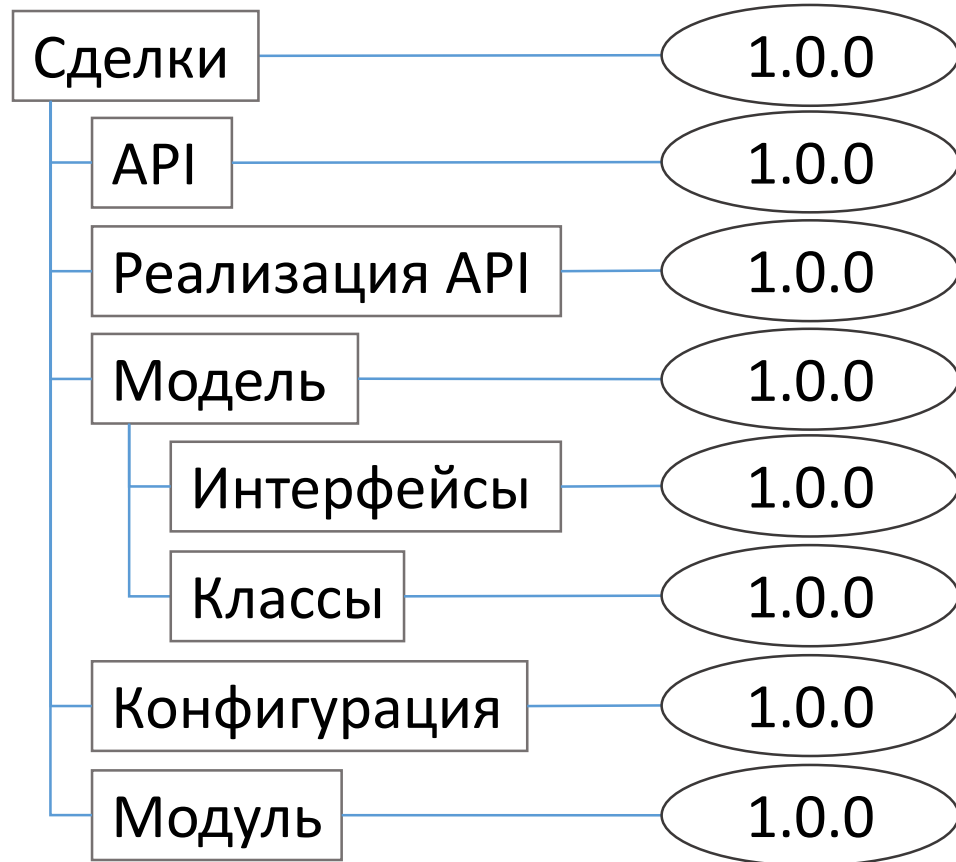 Сделки 1.0.0
API 1.0.0
Реализация API 1.0.0
Модель 1.0.0
Интерфейсы 1.0.0
Классы 1.0.0
Конфигурация 1.0.0
Модуль 1.0.0